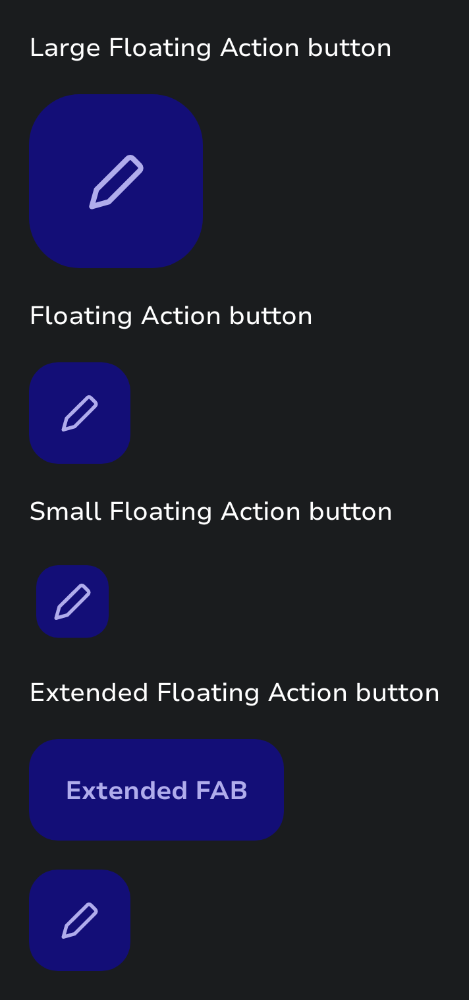 Large Floating Action button
Floating Action button
Small Floating Action button
Extended Floating Action button
Extended FAB